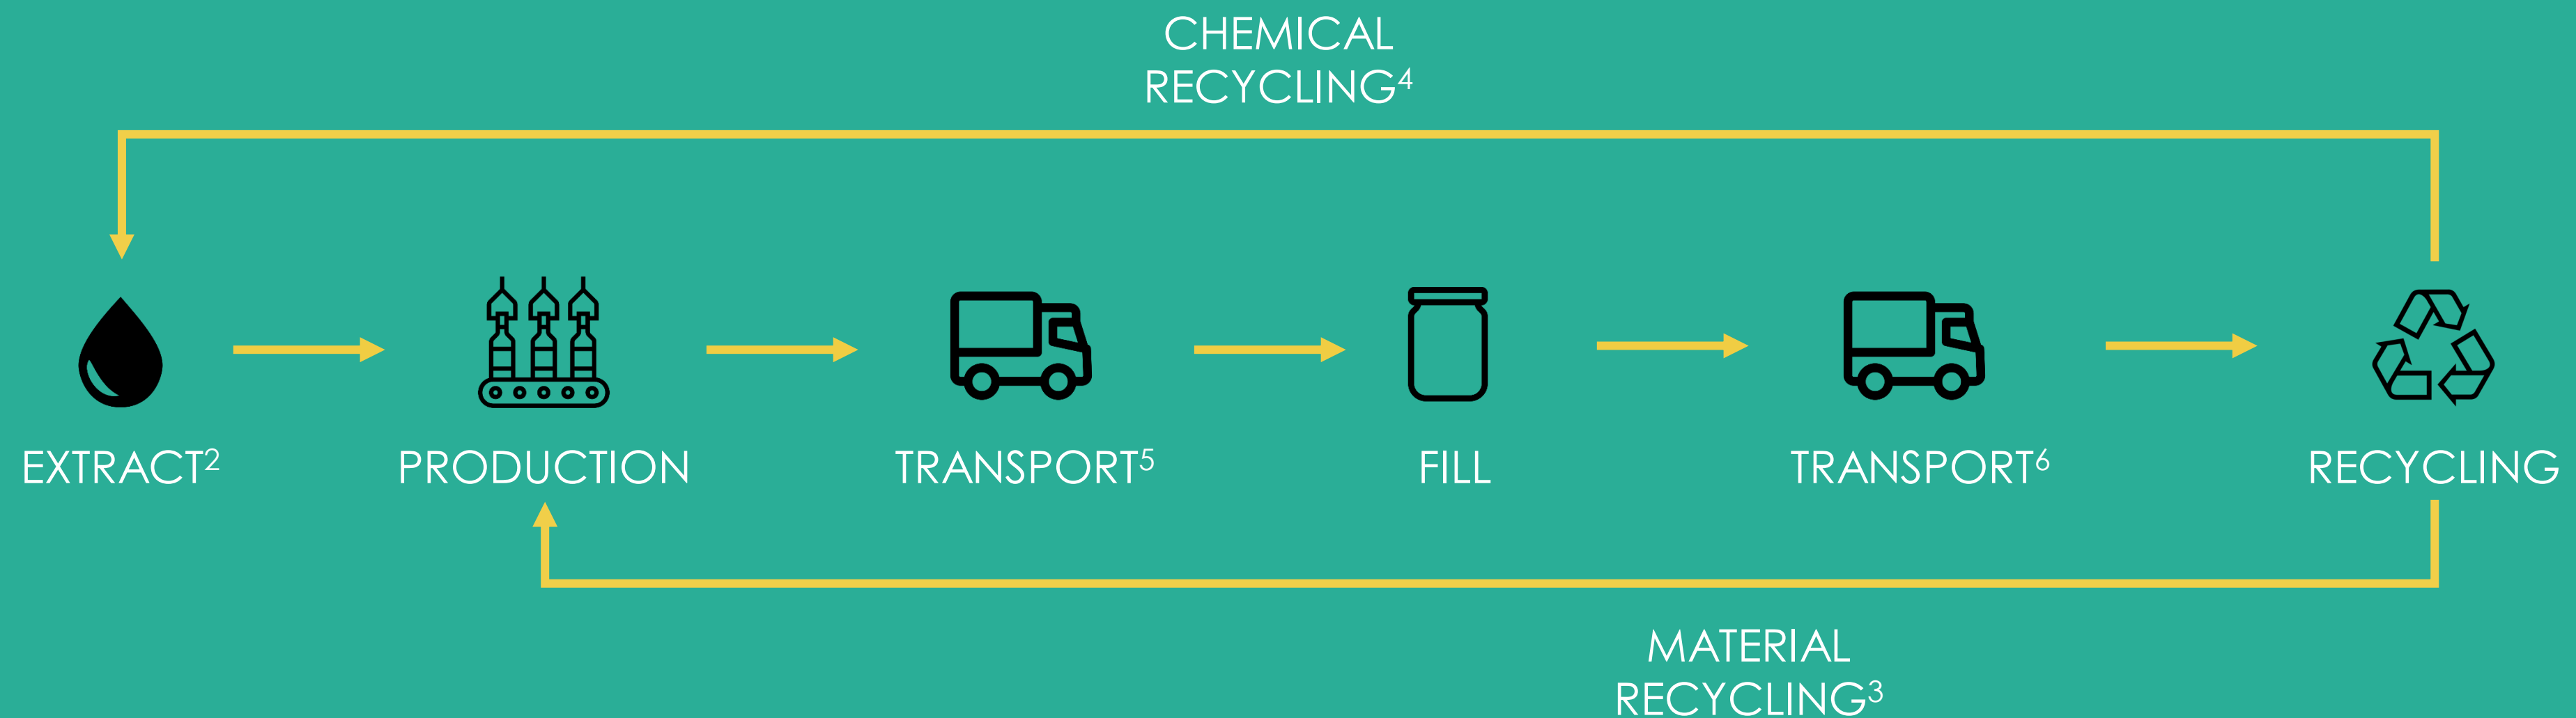 CHEMICAL
RECYCLING⁴
EXTRACT²
PRODUCTION
TRANSPORT⁵
FILL
TRANSPORT⁶
RECYCLING
MATERIAL
RECYCLING³